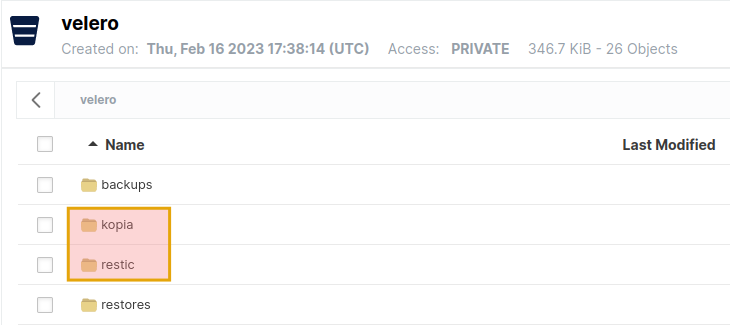 velero
Created on: Thu, Feb 16 2023 17:38:14 (UTC) Access: PRIVATE 346.7 KiB - 26 Objects
velero
Name Last Modified
backups
kopia
restic
restores